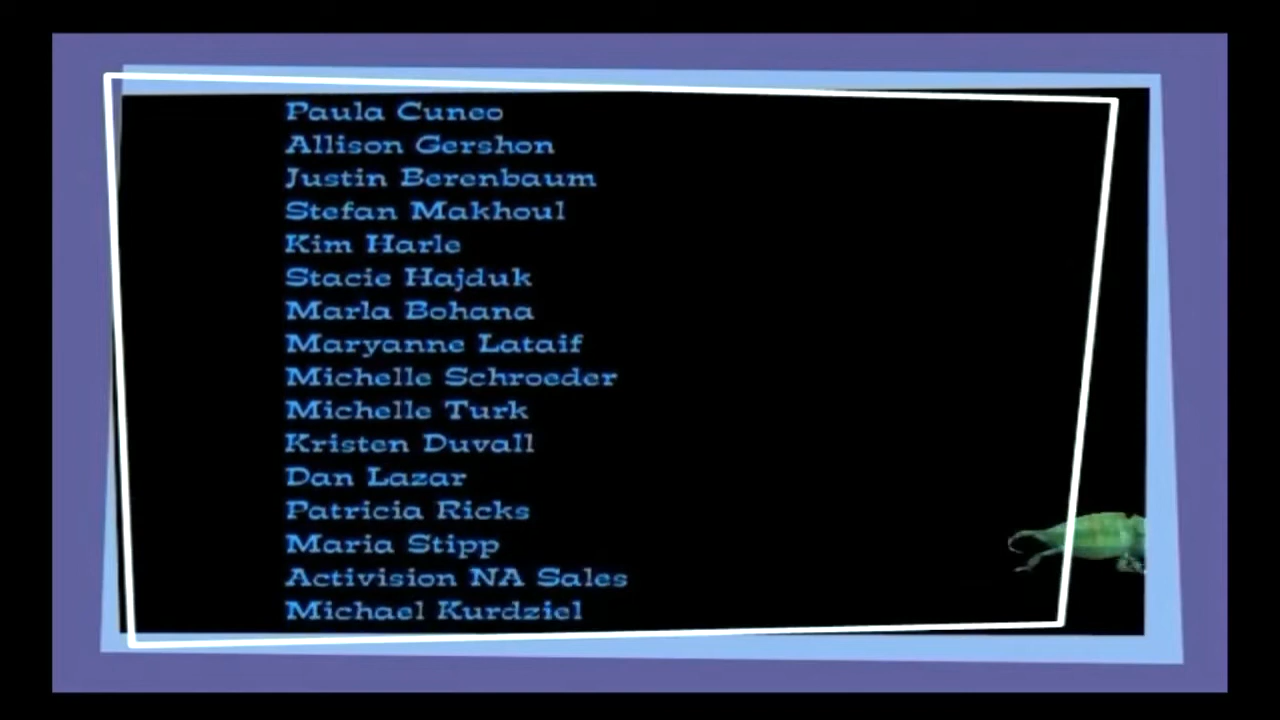 Paula Cuneo
Allison Gershon
Justin Berenbaum
Stefan Makhoul
Kim Harle
Stacie Hajduk
Marla Bohana
Maryanne Lataif
Michelle Schroeder
Michelle Turk
Kristen Duvall
Dan Lazar
Patricia Ricks
Maria Stipp
Activision NA Sales
Michael Kurdziel